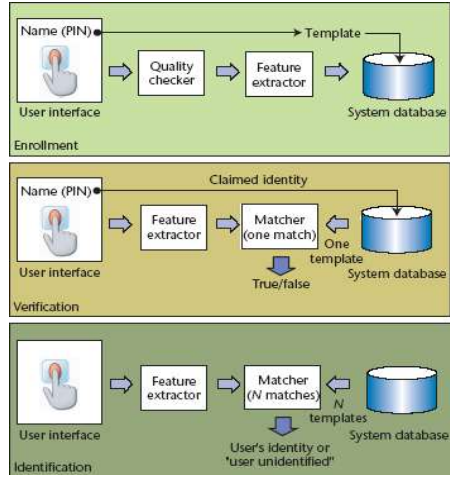 Name (PIN)
Template
Quality
checker
Feature
extractor
User interface
System database
Enrollment
Name (PIN)
Claimed identity
Feature
extractor
Matcher
(one match)
One
template
User interface
True/false
System database
Verification
Feature
extractor
Matcher
(N matches)
N
templates
User interface
System database
User's identity or
"user unidentified"
Identification